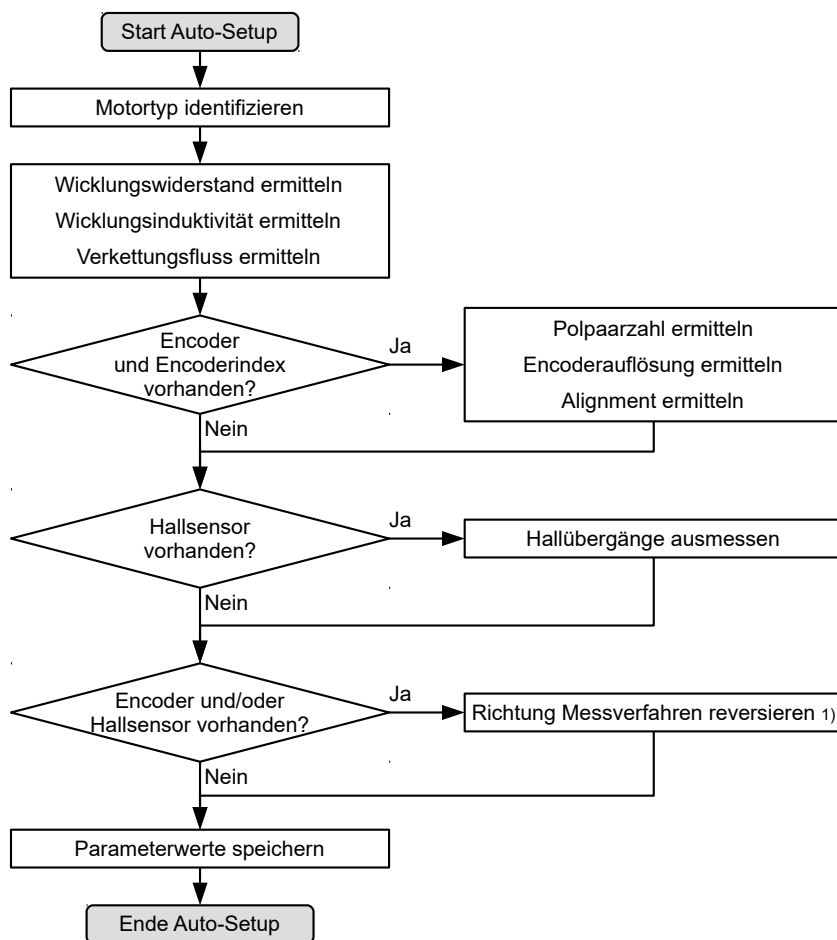 Start Auto-Setup
Motortyp identifizieren
Wicklungswiderstand ermitteln
Wicklungsinduktivität ermitteln
Verkettungsfluss ermitteln
Encoder
und Encoderindex
vorhanden?
Ja
Polpaarzahl ermitteln
Encoderauflösung ermitteln
Alignment ermitteln
Nein
Hallsensor
vorhanden?
Ja
Hallübergänge ausmessen
Nein
Encoder und/oder
Hallsensor vorhanden?
Ja
Richtung Messverfahren reversieren 1)
Nein
Parameterwerte speichern
Ende Auto-Setup